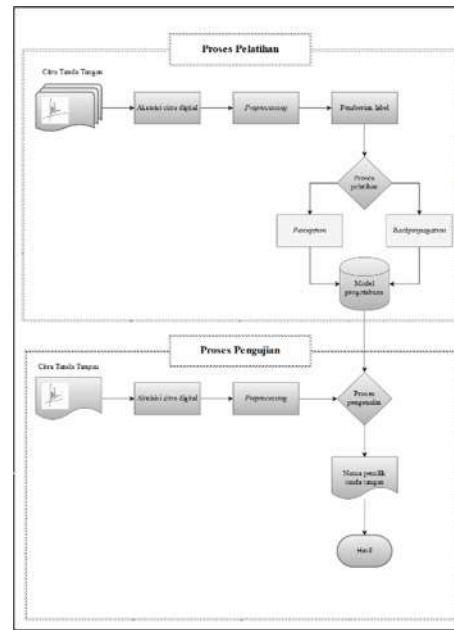 Proses Pelatihan
Citra Tanda Tangan
Akuisisi citra digital
Preprocessing
Pemberian label
Proses
pelatihan
Perceptron
Backpropagation
Model
pengetahuan
Proses Pengujian
Citra Tanda Tangan
Akuisisi citra digital
Preprocessing
Proses
pengenalan
Nama pemilik
tanda tangan
Hasil